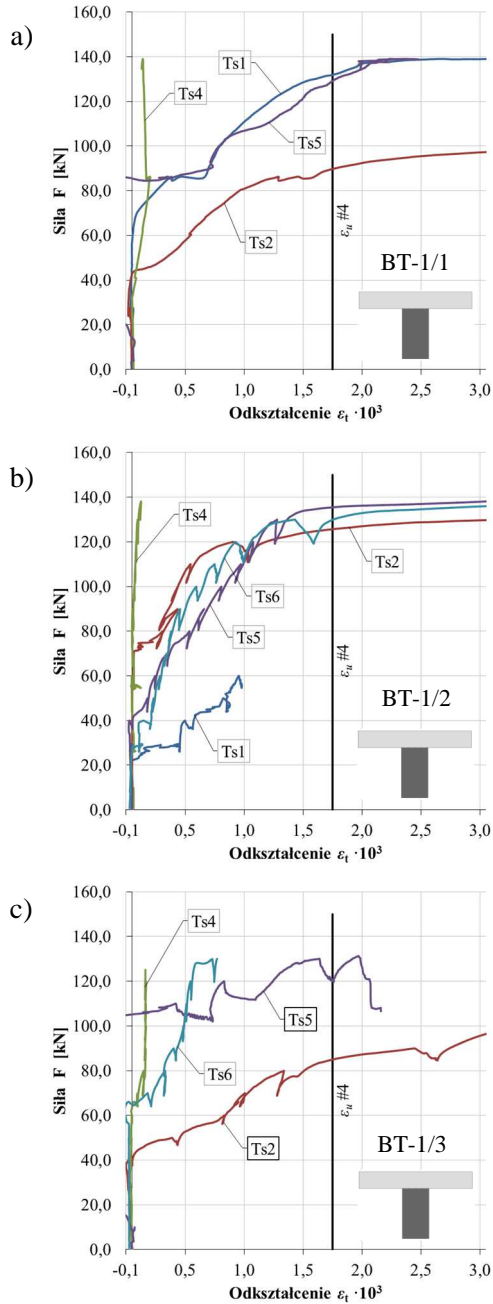 a)
160,0
140,0
120,0
100,0
80,0
60,0
40,0
20,0
0,0
Siła F [kN]
Ts4
Ts1
Ts5
Ts2
εu #4
BT-1/1
-0,1 0,5 1,0 2,0 2,5 3,0
Odkształcenie εt ·10³
b)
160,0
140,0
120,0
100,0
80,0
60,0
40,0
20,0
0,0
Siła F [kN]
Ts4
Ts2
Ts6
Ts5
Ts1
εu #4
BT-1/2
-0,1 0,5 1,0 2,0 2,5 3,0
Odkształcenie εt ·10³
c)
160,0
140,0
120,0
100,0
80,0
60,0
40,0
20,0
0,0
Siła F [kN]
Ts4
Ts5
Ts6
Ts2
εu #4
BT-1/3
-0,1 0,5 1,0 2,0 2,5 3,0
Odkształcenie εt ·10³